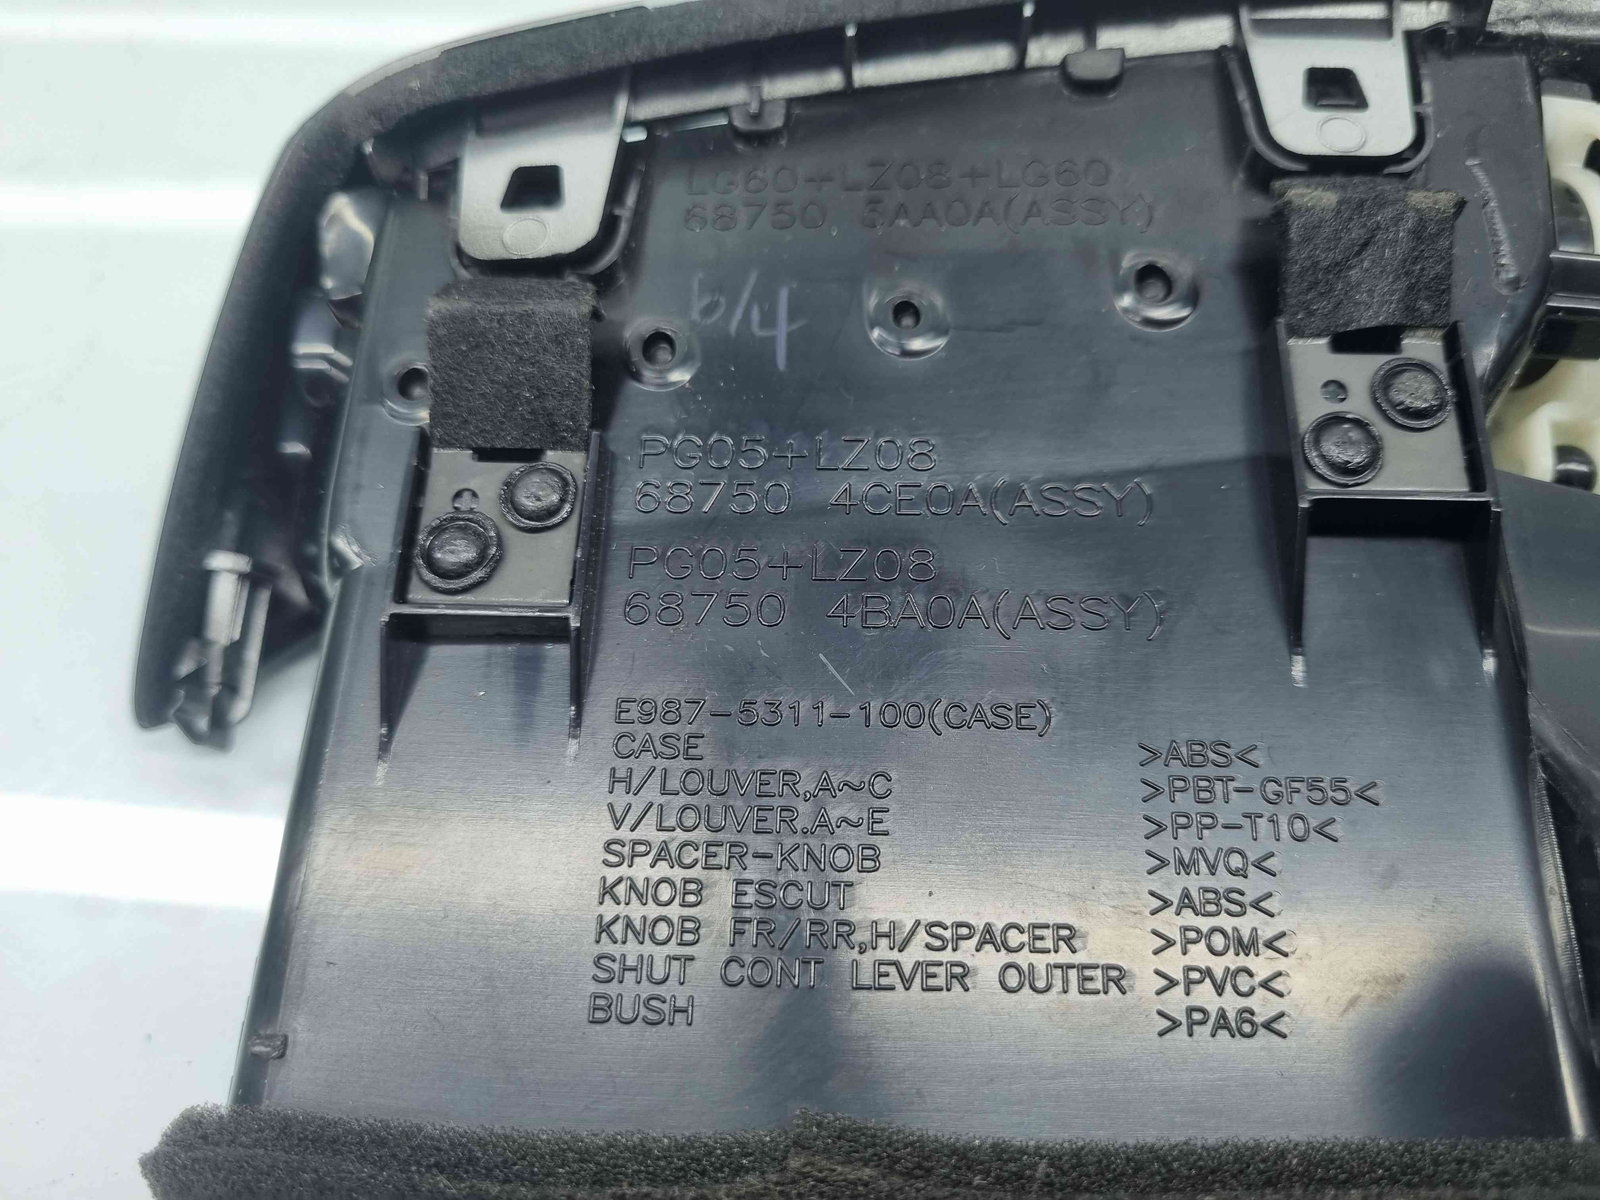 LG60+LZ08+LG60
68750 5AA0A(ASSY)
6/4
PG05+LZ08
68750 4CE0A(ASSY)
PG05+LZ08
68750 4BA0A(ASSY)
E987-5311-100(CASE)
CASE >ABS<
H/LOUVER,A~C >PBT-GF55<
V/LOUVER.A~E >PP-T10<
SPACER-KNOB >MVQ<
KNOB ESCUT >ABS<
KNOB FR/RR,H/SPACER >POM<
SHUT CONT LEVER OUTER >PVC<
BUSH >PA6<